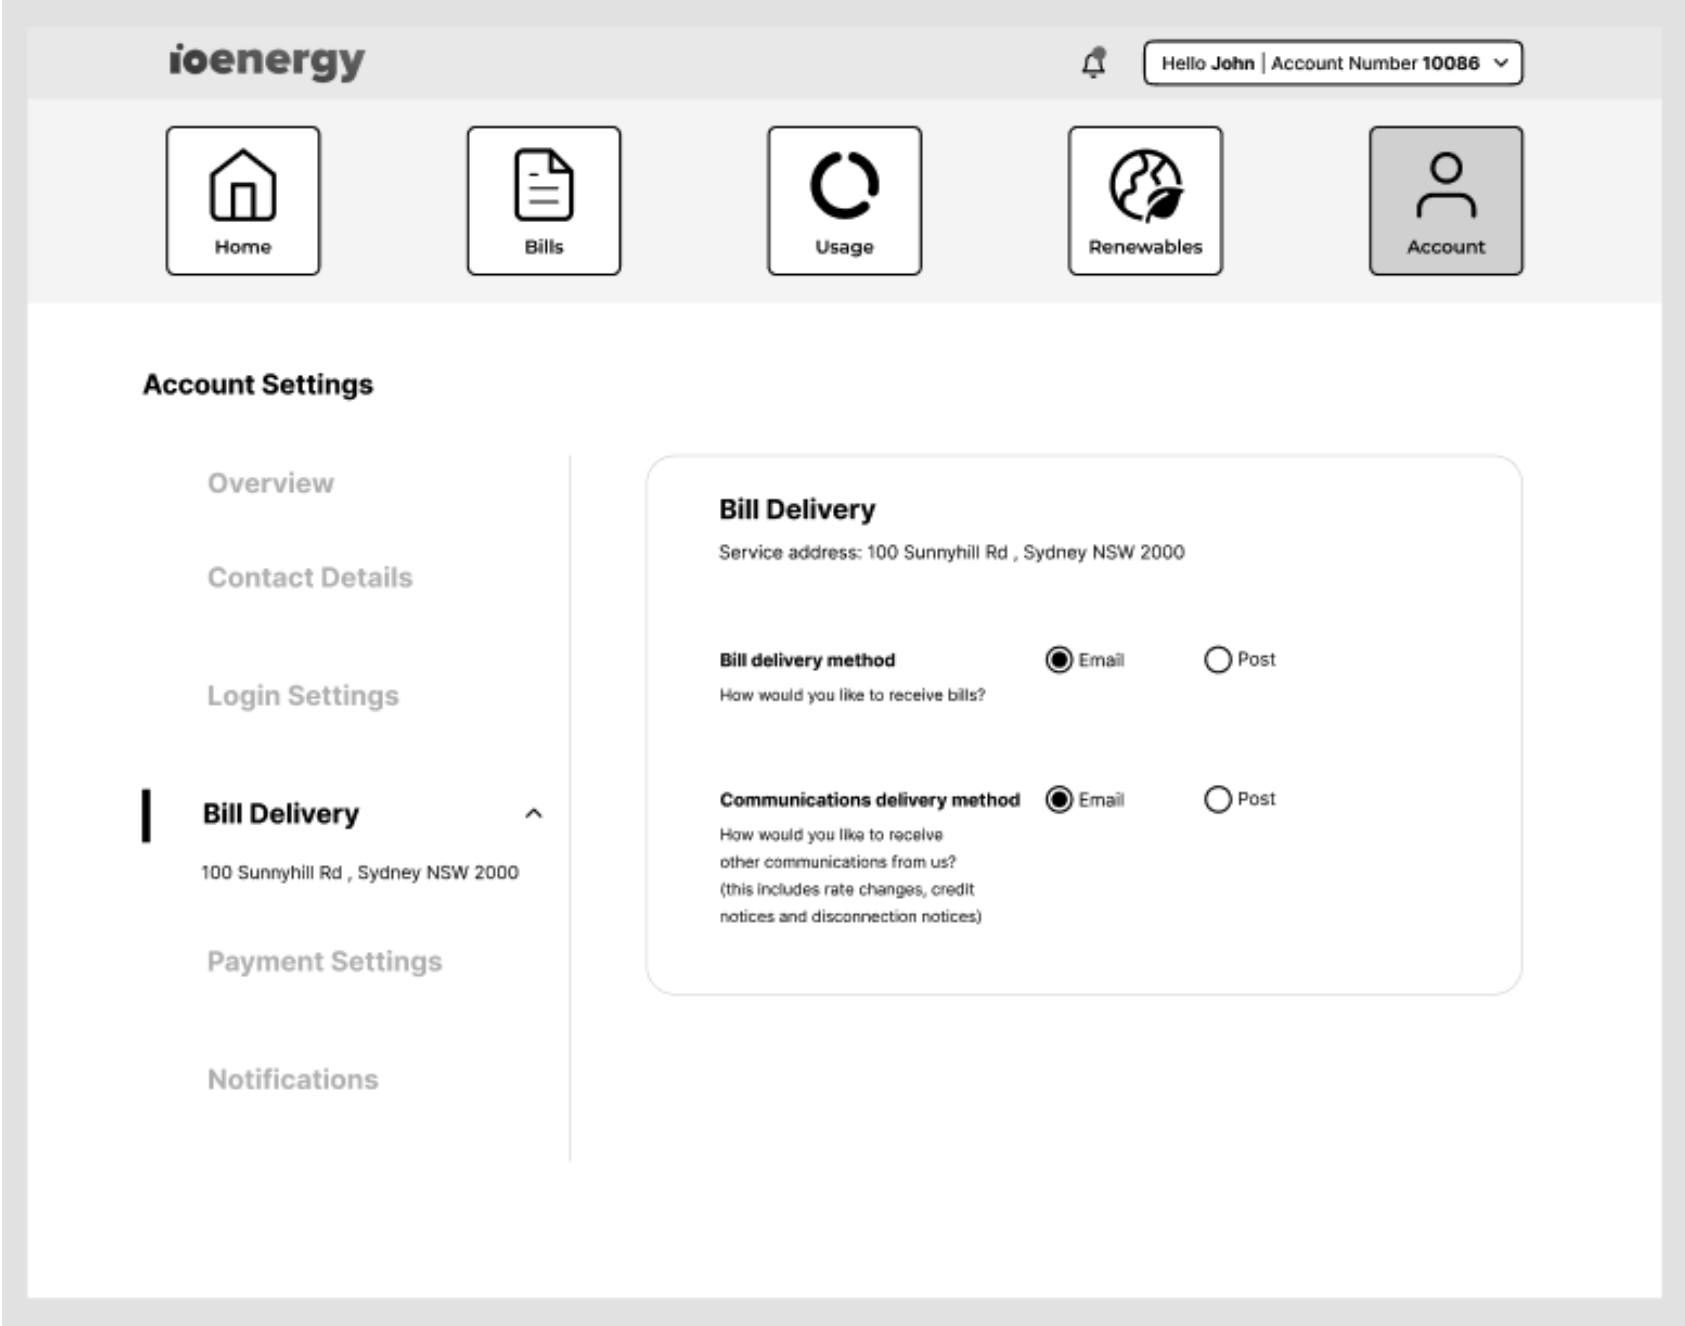 ioenergy
Hello John | Account Number 10086
Home
Bills
Usage
Renewables
Account
Account Settings
Overview
Contact Details
Login Settings
Bill Delivery
100 Sunnyhill Rd , Sydney NSW 2000
Payment Settings
Notifications
Bill Delivery
Service address: 100 Sunnyhill Rd , Sydney NSW 2000
Bill delivery method
Email
Post
How would you like to receive bills?
Communications delivery method
Email
Post
How would you like to receive
other communications from us?
(this includes rate changes, credit
notices and disconnection notices)